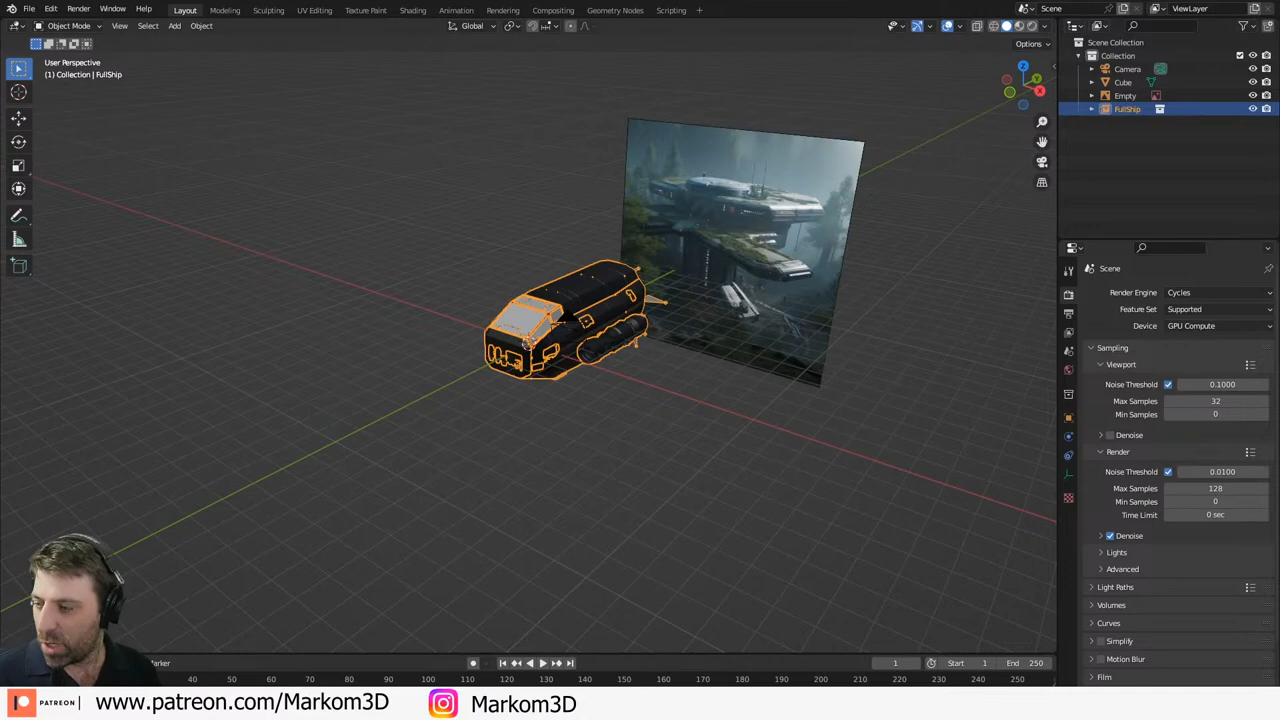 File Edit Render Window Help Layout Modeling Sculpting UV Editing Texture Paint Shading Animation Rendering Compositing Geometry Nodes Scripting + Scene ViewLayer
Object Mode View Select Add Object Global
Options
User Perspective
(1) Collection | FullShip
Z
Y
X
Scene Collection
Collection
Camera
Cube
Empty
FullShip
Scene
Render Engine Cycles
Feature Set Supported
Device GPU Compute
Sampling
Viewport
Noise Threshold 0.1000
Max Samples 32
Min Samples 0
Denoise
Render
Noise Threshold 0.0100
Max Samples 128
Min Samples 0
Time Limit 0 sec
Denoise
Lights
Advanced
Light Paths
Volumes
Curves
Simplify
Motion Blur
Film
Marker 1 Start 1 End 250
40 50 60 70 80 90 100 110 120 130 140 150 160 170 180 190 200 210 220 230 240 250
PATREON www.patreon.com/Markom3D Markom3D